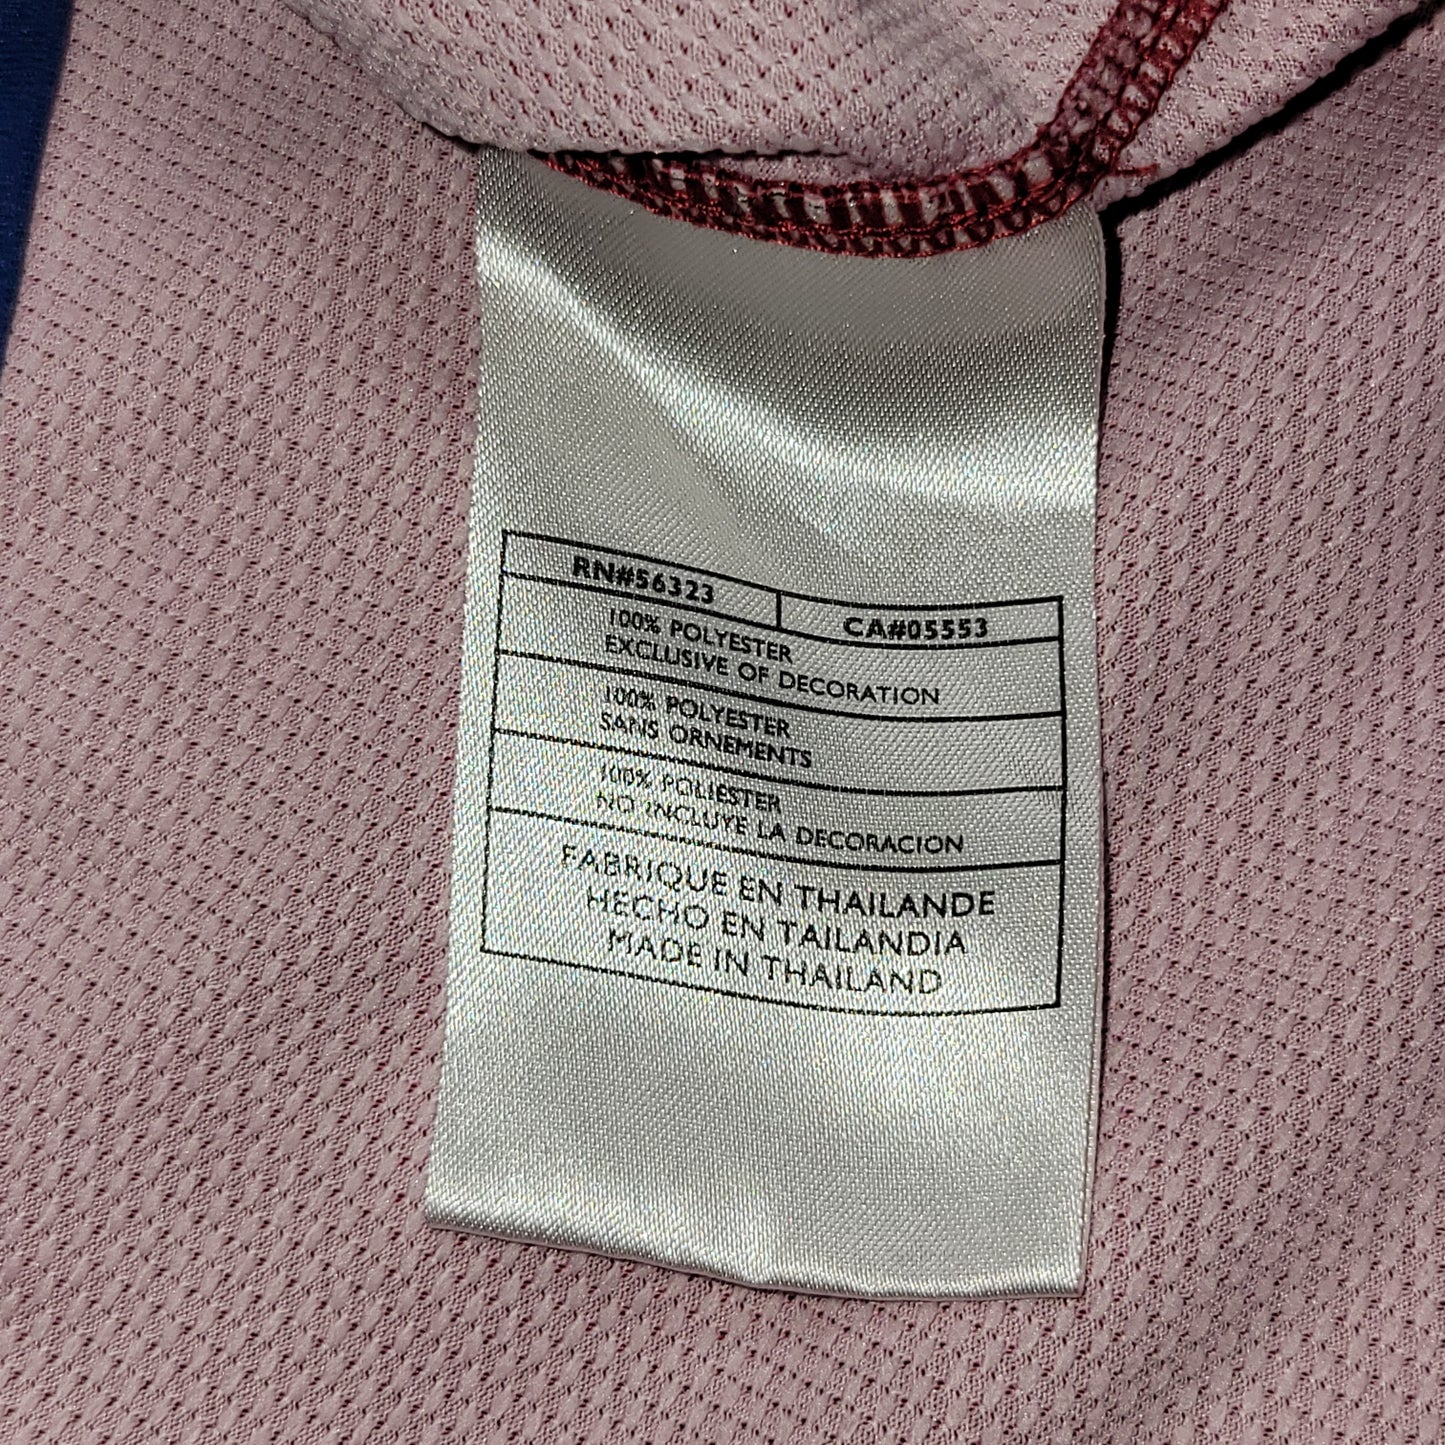 RN#56323 CA#05553
100% POLYESTER
EXCLUSIVE OF DECORATION
100% POLYESTER
SANS ORNEMENTS
100% POLIESTER
NO INCLUYE LA DECORACION
FABRIQUE EN THAILANDE
HECHO EN TAILANDIA
MADE IN THAILAND